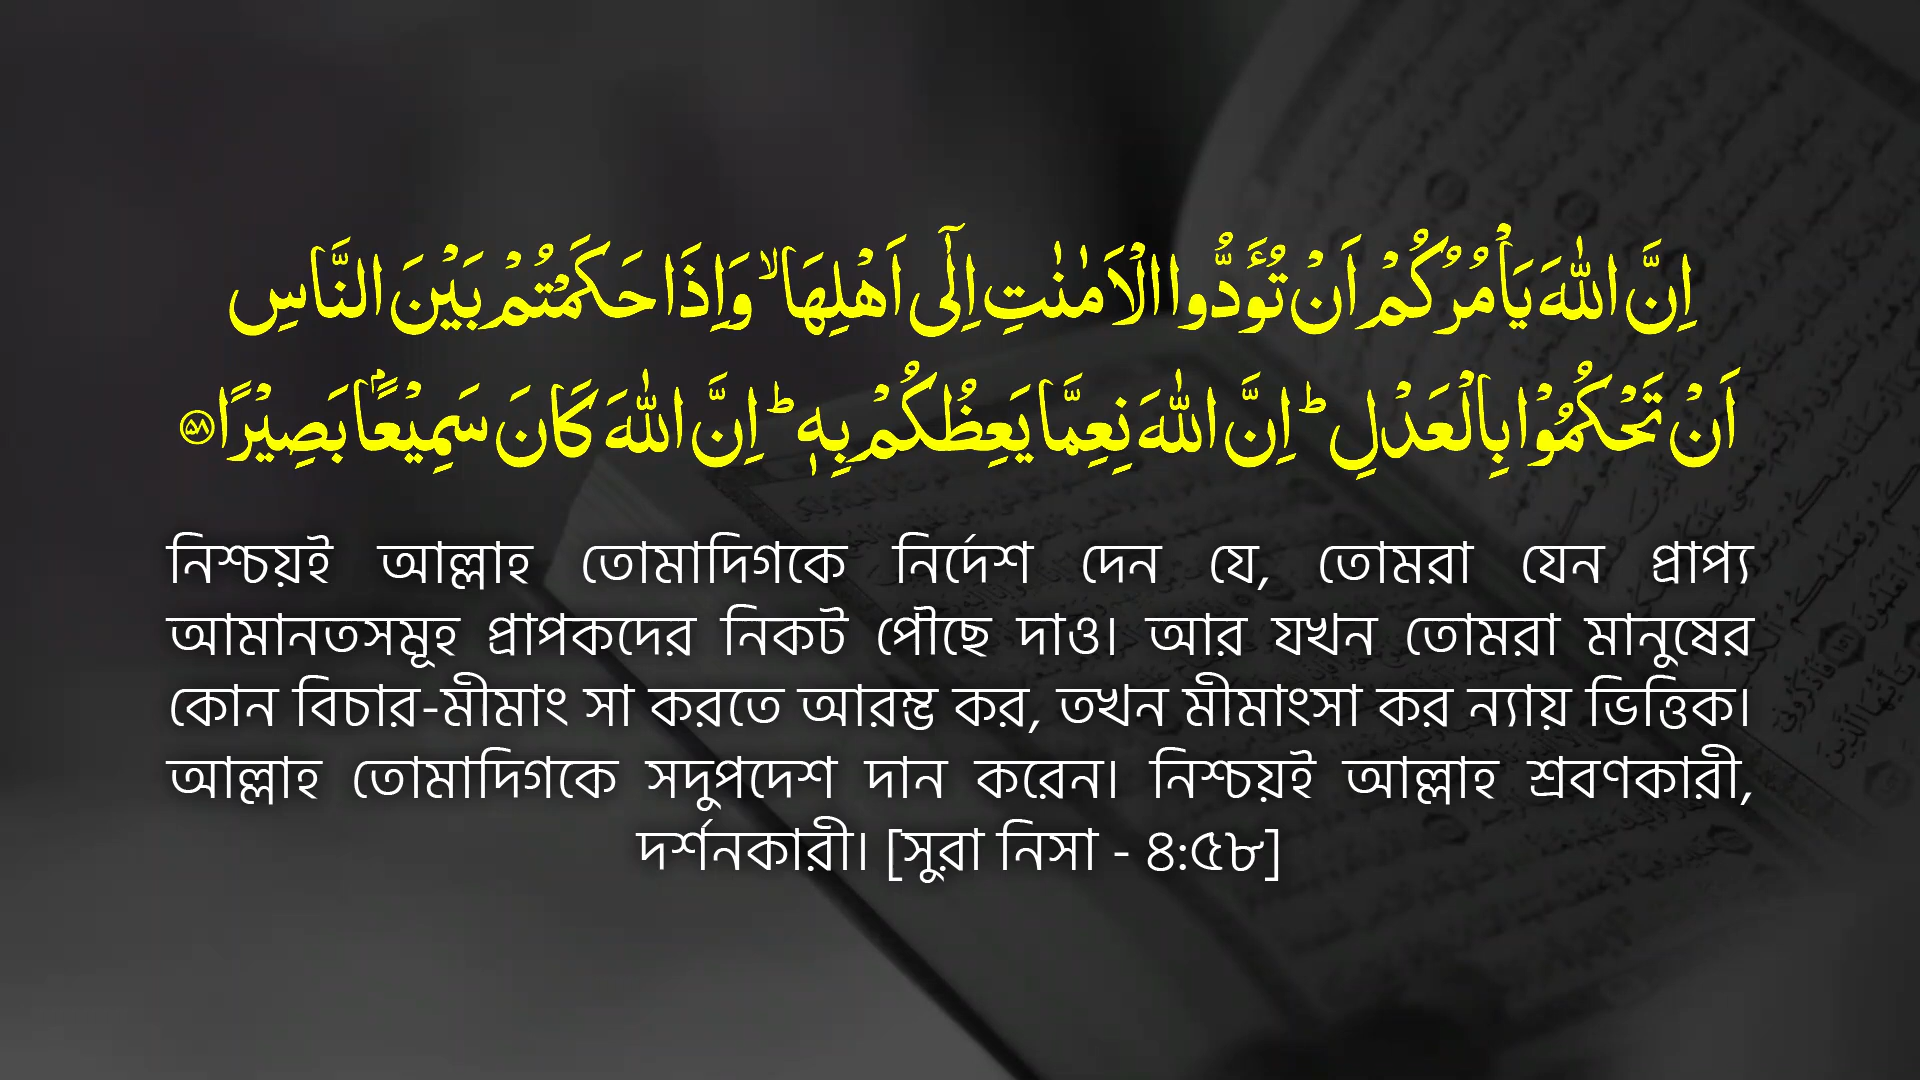 اِنَّ اللّٰهَ يَاْمُرُكُمْ اَنْ تُؤَدُّوا الْاَمٰنٰتِ اِلٰٓى اَهْلِهَا ۙ وَاِذَا حَكَمْتُمْ بَيْنَ النَّاسِ
اَنْ تَحْكُمُوْا بِالْعَدْلِ ؕ اِنَّ اللّٰهَ نِعِمَّا يَعِظُكُمْ بِهٖ ؕ اِنَّ اللّٰهَ كَانَ سَمِيْعًۢا بَصِيْرًا ۝۵۸
নিশ্চয়ই আল্লাহ তোমাদিগকে নির্দেশ দেন যে, তোমরা যেন প্রাপ্য
আমানতসমূহ প্রাপকদের নিকট পৌছে দাও। আর যখন তোমরা মানুষের
কোন বিচার-মীমাং সা করতে আরম্ভ কর, তখন মীমাংসা কর ন্যায় ভিত্তিক।
আল্লাহ তোমাদিগকে সদুপদেশ দান করেন। নিশ্চয়ই আল্লাহ শ্রবণকারী,
দর্শনকারী। [সুরা নিসা - ৪:৫৮]